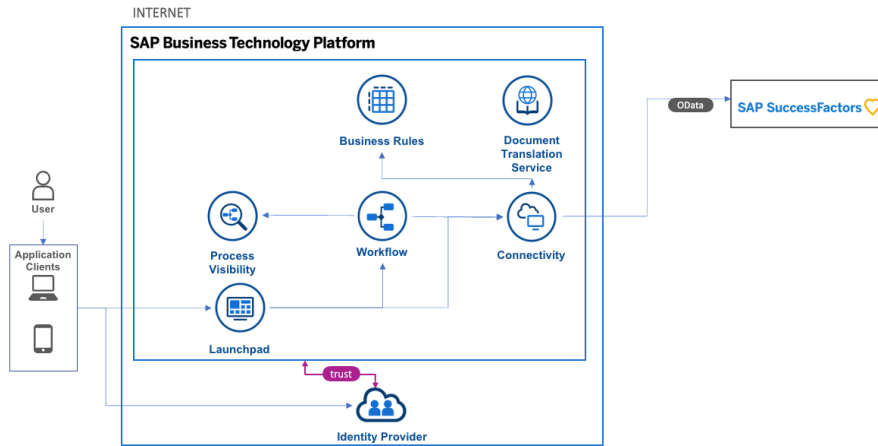 INTERNET
SAP Business Technology Platform
Business Rules
Document
Translation
Service
OData
SAP SuccessFactors
User
Application
Clients
Process
Visibility
Workflow
Connectivity
Launchpad
trust
Identity Provider